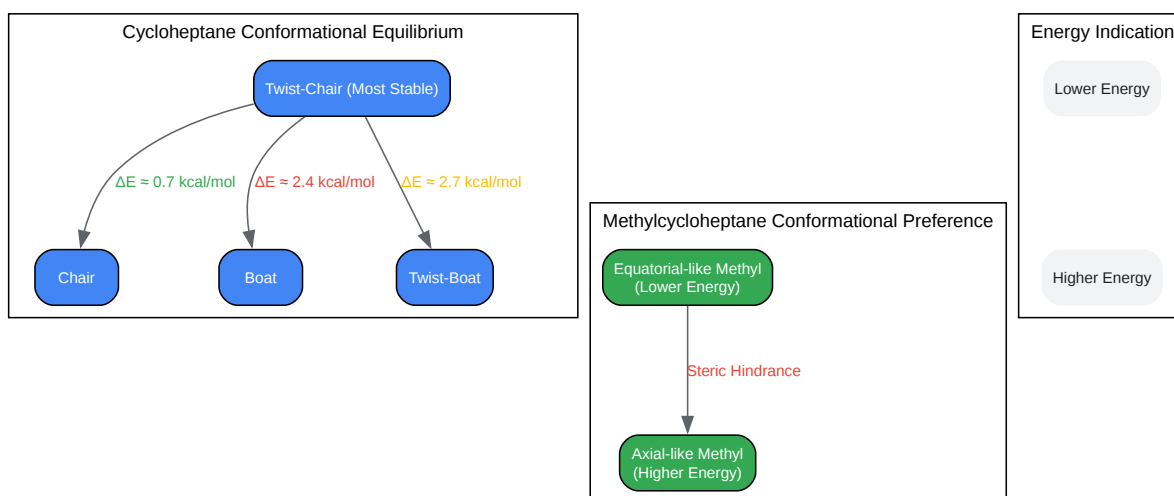 Cycloheptane Conformational Equilibrium
Twist-Chair (Most Stable)
ΔE ≈ 0.7 kcal/mol
ΔE ≈ 2.4 kcal/mol
ΔE ≈ 2.7 kcal/mol
Chair
Boat
Twist-Boat
Methylcycloheptane Conformational Preference
Equatorial-like Methyl
(Lower Energy)
Steric Hindrance
Axial-like Methyl
(Higher Energy)
Energy Indication
Lower Energy
Higher Energy